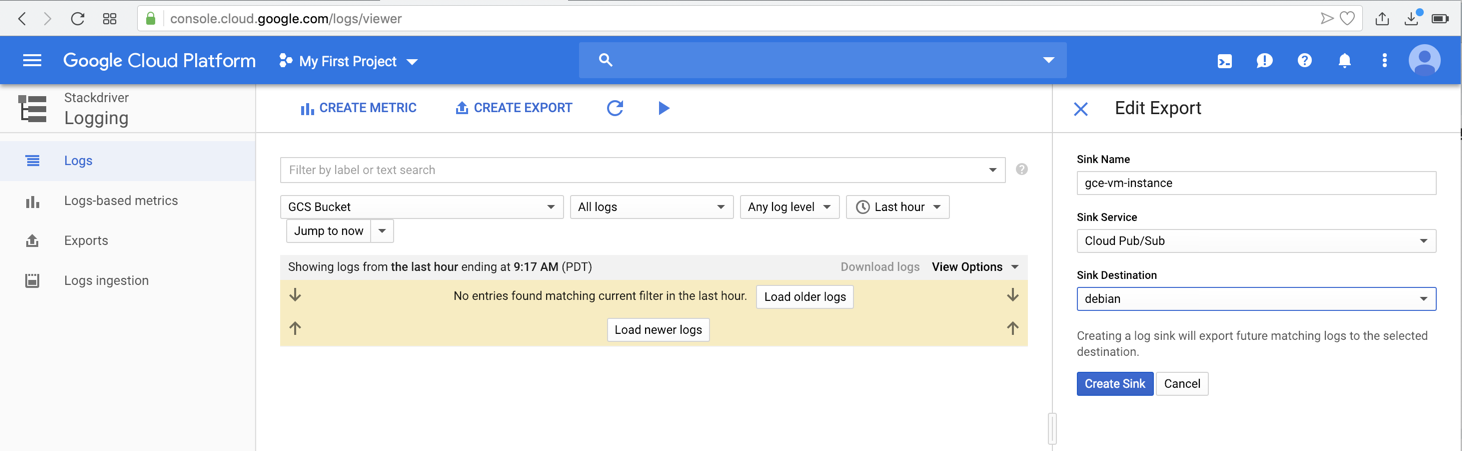 console.cloud.google.com/logs/viewer
Google Cloud Platform My First Project
Stackdriver
Logging
Logs
Logs-based metrics
Exports
Logs ingestion
CREATE METRIC CREATE EXPORT
Filter by label or text search
GCS Bucket All logs Any log level Last hour
Jump to now
Showing logs from the last hour ending at 9:17 AM (PDT) Download logs View Options
No entries found matching current filter in the last hour. Load older logs
Load newer logs
Edit Export
Sink Name
gce-vm-instance
Sink Service
Cloud Pub/Sub
Sink Destination
debian
Creating a log sink will export future matching logs to the selected
destination.
Create Sink Cancel